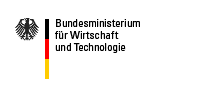 Bundesministerium
für Wirtschaft
und Technologie